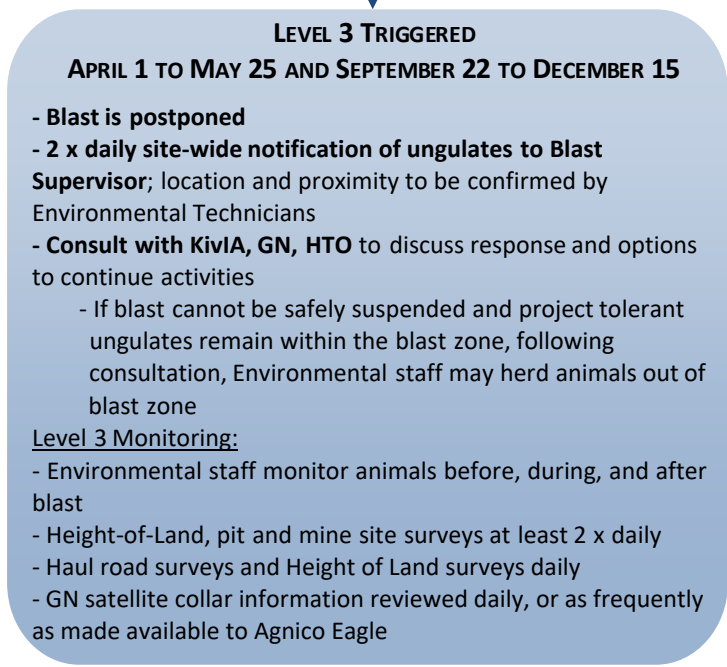 LEVEL 3 TRIGGERED
APRIL 1 TO MAY 25 AND SEPTEMBER 22 TO DECEMBER 15
- Blast is postponed
- 2 x daily site-wide notification of ungulates to Blast
Supervisor; location and proximity to be confirmed by
Environmental Technicians
- Consult with KivIA, GN, HTO to discuss response and options
to continue activities
- If blast cannot be safely suspended and project tolerant
ungulates remain within the blast zone, following
consultation, Environmental staff may herd animals out of
blast zone
Level 3 Monitoring:
- Environmental staff monitor animals before, during, and after
blast
- Height-of-Land, pit and mine site surveys at least 2 x daily
- Haul road surveys and Height of Land surveys daily
- GN satellite collar information reviewed daily, or as frequently
as made available to Agnico Eagle